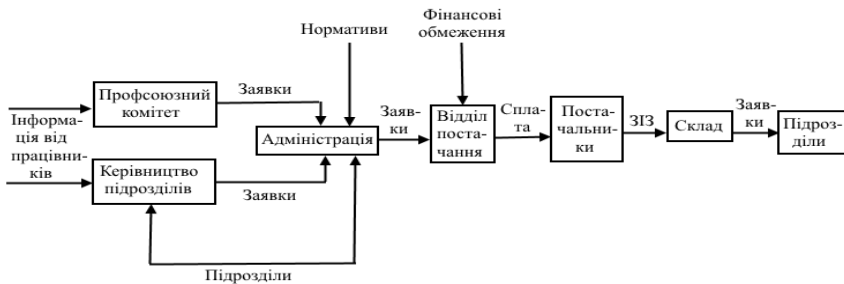 Фінансові
обмеження
Нормативи
Профсоюзний
комітет
Заявки
Інформа-
ція від
працівни-
ків
Адміністрація
Заяв-
ки
Відділ
поста-
чання
Спла-
та
Поста-
чальни-
ки
ЗІЗ
Склад
Заяв-
ки
Підроз-
діли
Керівництво
підрозділів
Заявки
Підрозділи